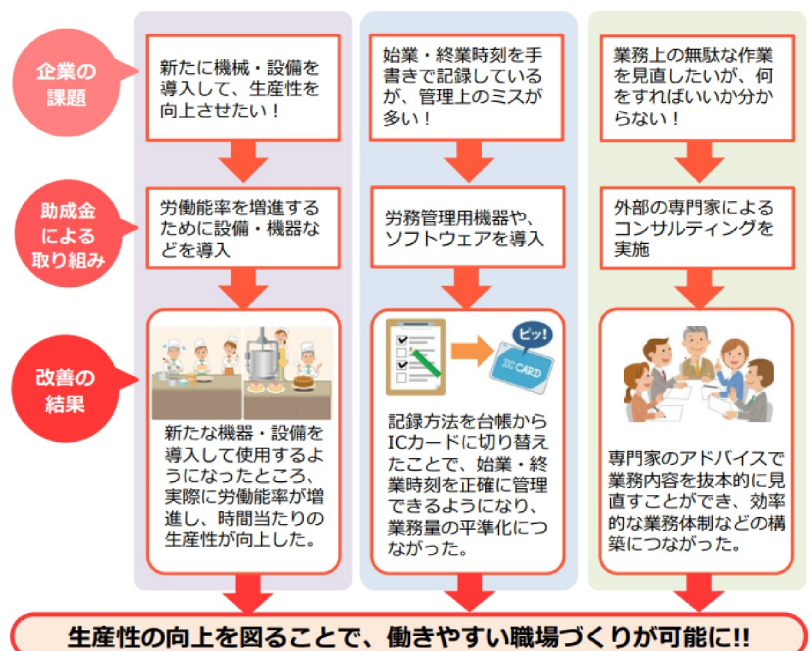 企業の
課題
新たに機械・設備を
導入して、生産性を
向上させたい！
始業・終業時刻を手
書きで記録している
が、管理上のミスが
多い！
業務上の無駄な作業
を見直したいが、何
をすればいいか分か
らない！
助成金
による
取り組み
労働能率を増進する
ために設備・機器な
どを導入
労務管理用機器や、
ソフトウェアを導入
外部の専門家による
コンサルティングを
実施
改善の
結果
新たな機器・設備を
導入して使用するよ
うになったところ、
実際に労働能率が増
進し、時間当たりの
生産性が向上した。
ピッ!
IC CARD
記録方法を台帳から
ICカードに切り替え
たことで、始業・終
業時刻を正確に管理
できるようになり、
業務量の平準化につ
ながった。
専門家のアドバイスで
業務内容を抜本的に見
直すことができ、効率
的な業務体制などの構
築につながった。
生産性の向上を図ることで、働きやすい職場づくりが可能に!!